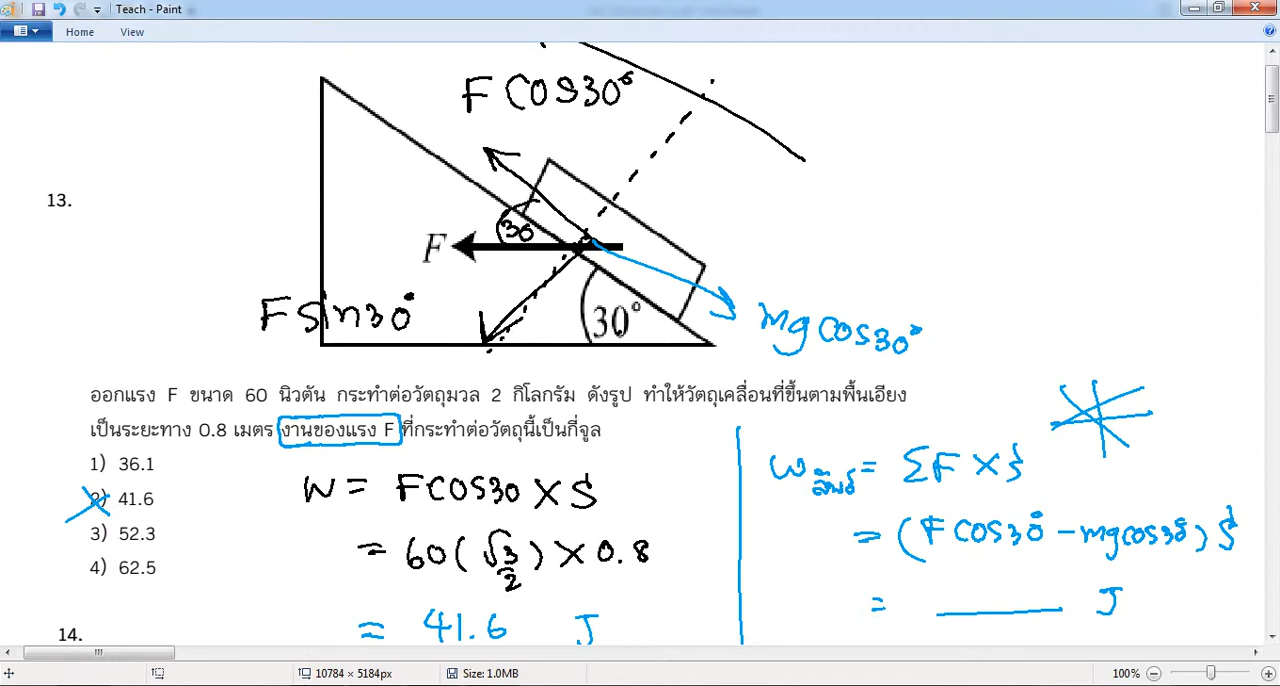 Teach - Paint
Home View
F COS30°
13.
30
F
F sin30°
30°
mg cos30°
ออกแรง F ขนาด 60 นิวตัน กระทำต่อวัตถุมวล 2 กิโลกรัม ดังรูป ทำให้วัตถุเคลื่อนที่ขึ้นตามพื้นเอียง
เป็นระยะทาง 0.8 เมตร งานของแรง F ที่กระทำต่อวัตถุนี้เป็นกี่จูล
1) 36.1
2) 41.6
3) 52.3
4) 62.5
W = FCOS30 × S
= 60(√3/2) × 0.8
= 41.6 J
W ลัพธ์ = ΣF × S
= (FCOS30° - mgcos30°) S
= ______ J
14.
10784 × 5184px Size: 1.0MB 100%